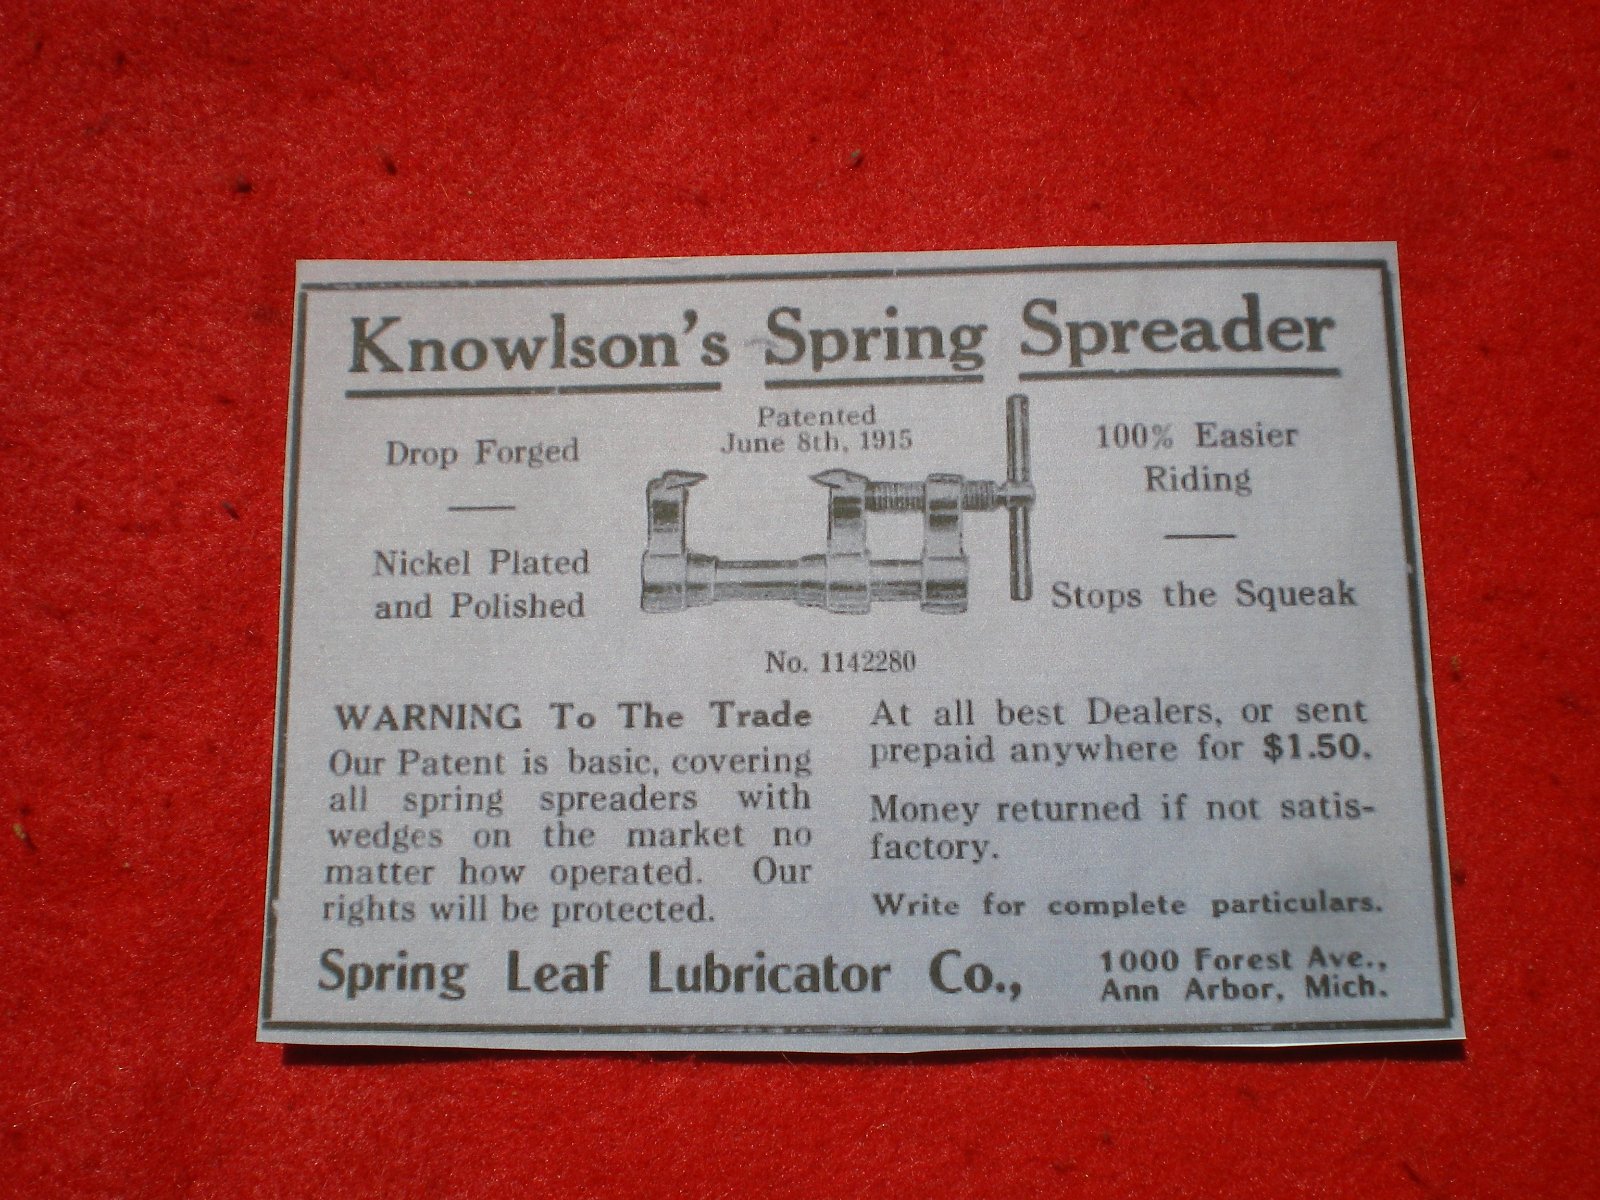 Knowlson's Spring Spreader
Patented
June 8th, 1915
Drop Forged
Nickel Plated
and Polished
100% Easier
Riding
Stops the Squeak
No. 1142280
WARNING To The Trade
Our Patent is basic, covering
all spring spreaders with
wedges on the market no
matter how operated. Our
rights will be protected.
At all best Dealers, or sent
prepaid anywhere for $1.50.
Money returned if not satis-
factory.
Write for complete particulars.
Spring Leaf Lubricator Co.,
1000 Forest Ave.,
Ann Arbor, Mich.